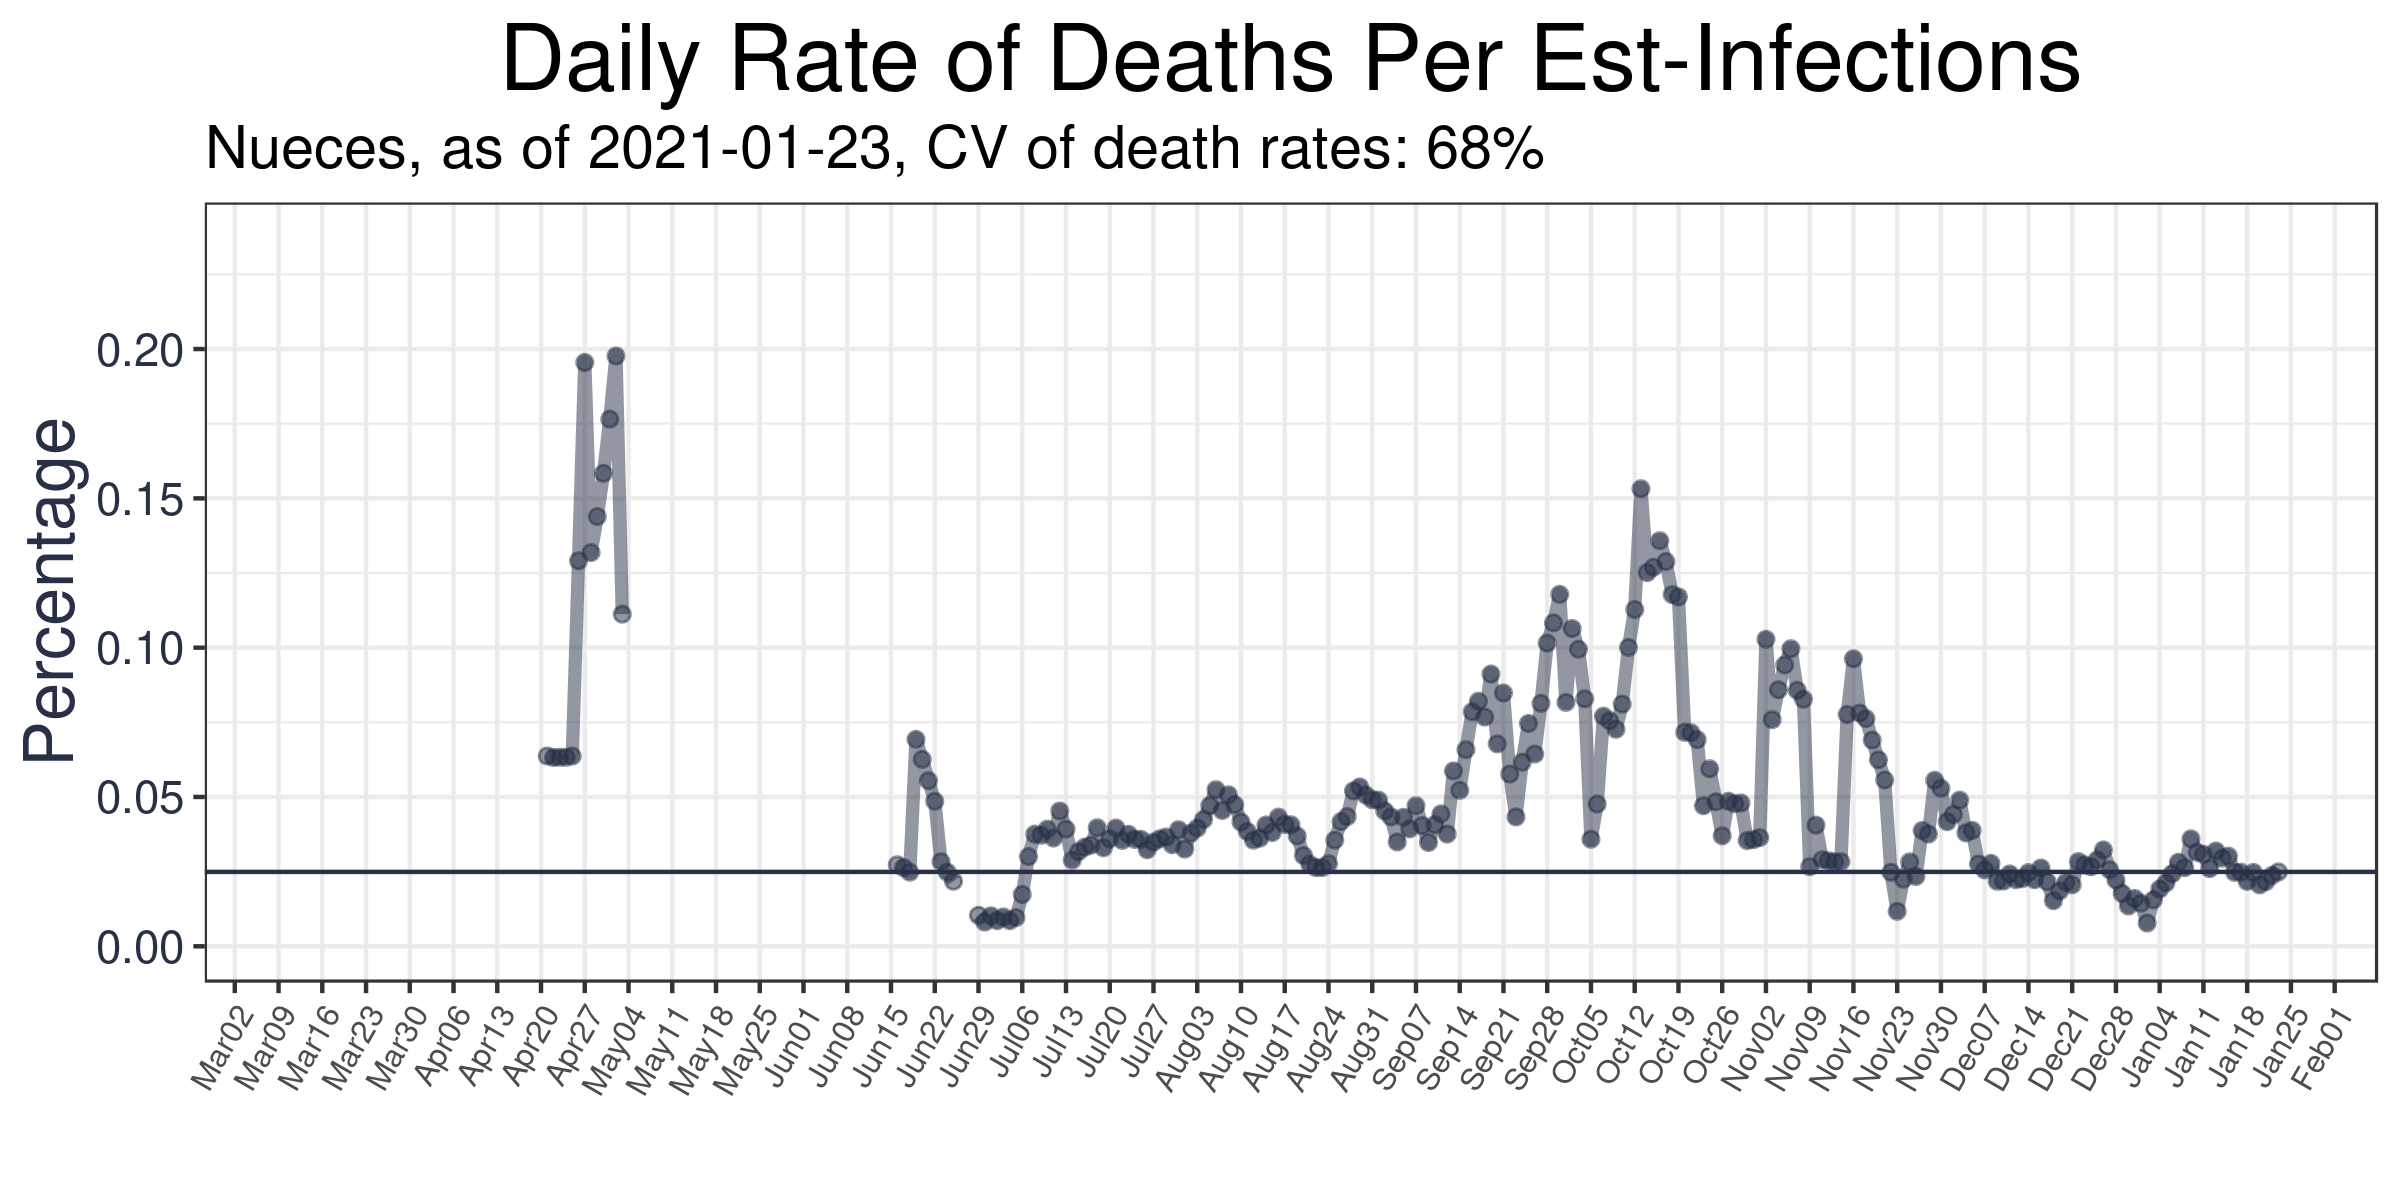 Daily Rate of Deaths Per Est-Infections
Nueces, as of 2021-01-23, CV of death rates: 68%
Percentage
0.20
0.15
0.10
0.05
0.00
Mar02
Mar09
Mar16
Mar23
Mar30
Apr06
Apr13
Apr20
Apr27
May04
May11
May18
May25
Jun01
Jun08
Jun15
Jun22
Jun29
Jul06
Jul13
Jul20
Jul27
Aug03
Aug10
Aug17
Aug24
Aug31
Sep07
Sep14
Sep21
Sep28
Oct05
Oct12
Oct19
Oct26
Nov02
Nov09
Nov16
Nov23
Nov30
Dec07
Dec14
Dec21
Dec28
Jan04
Jan11
Jan18
Jan25
Feb01